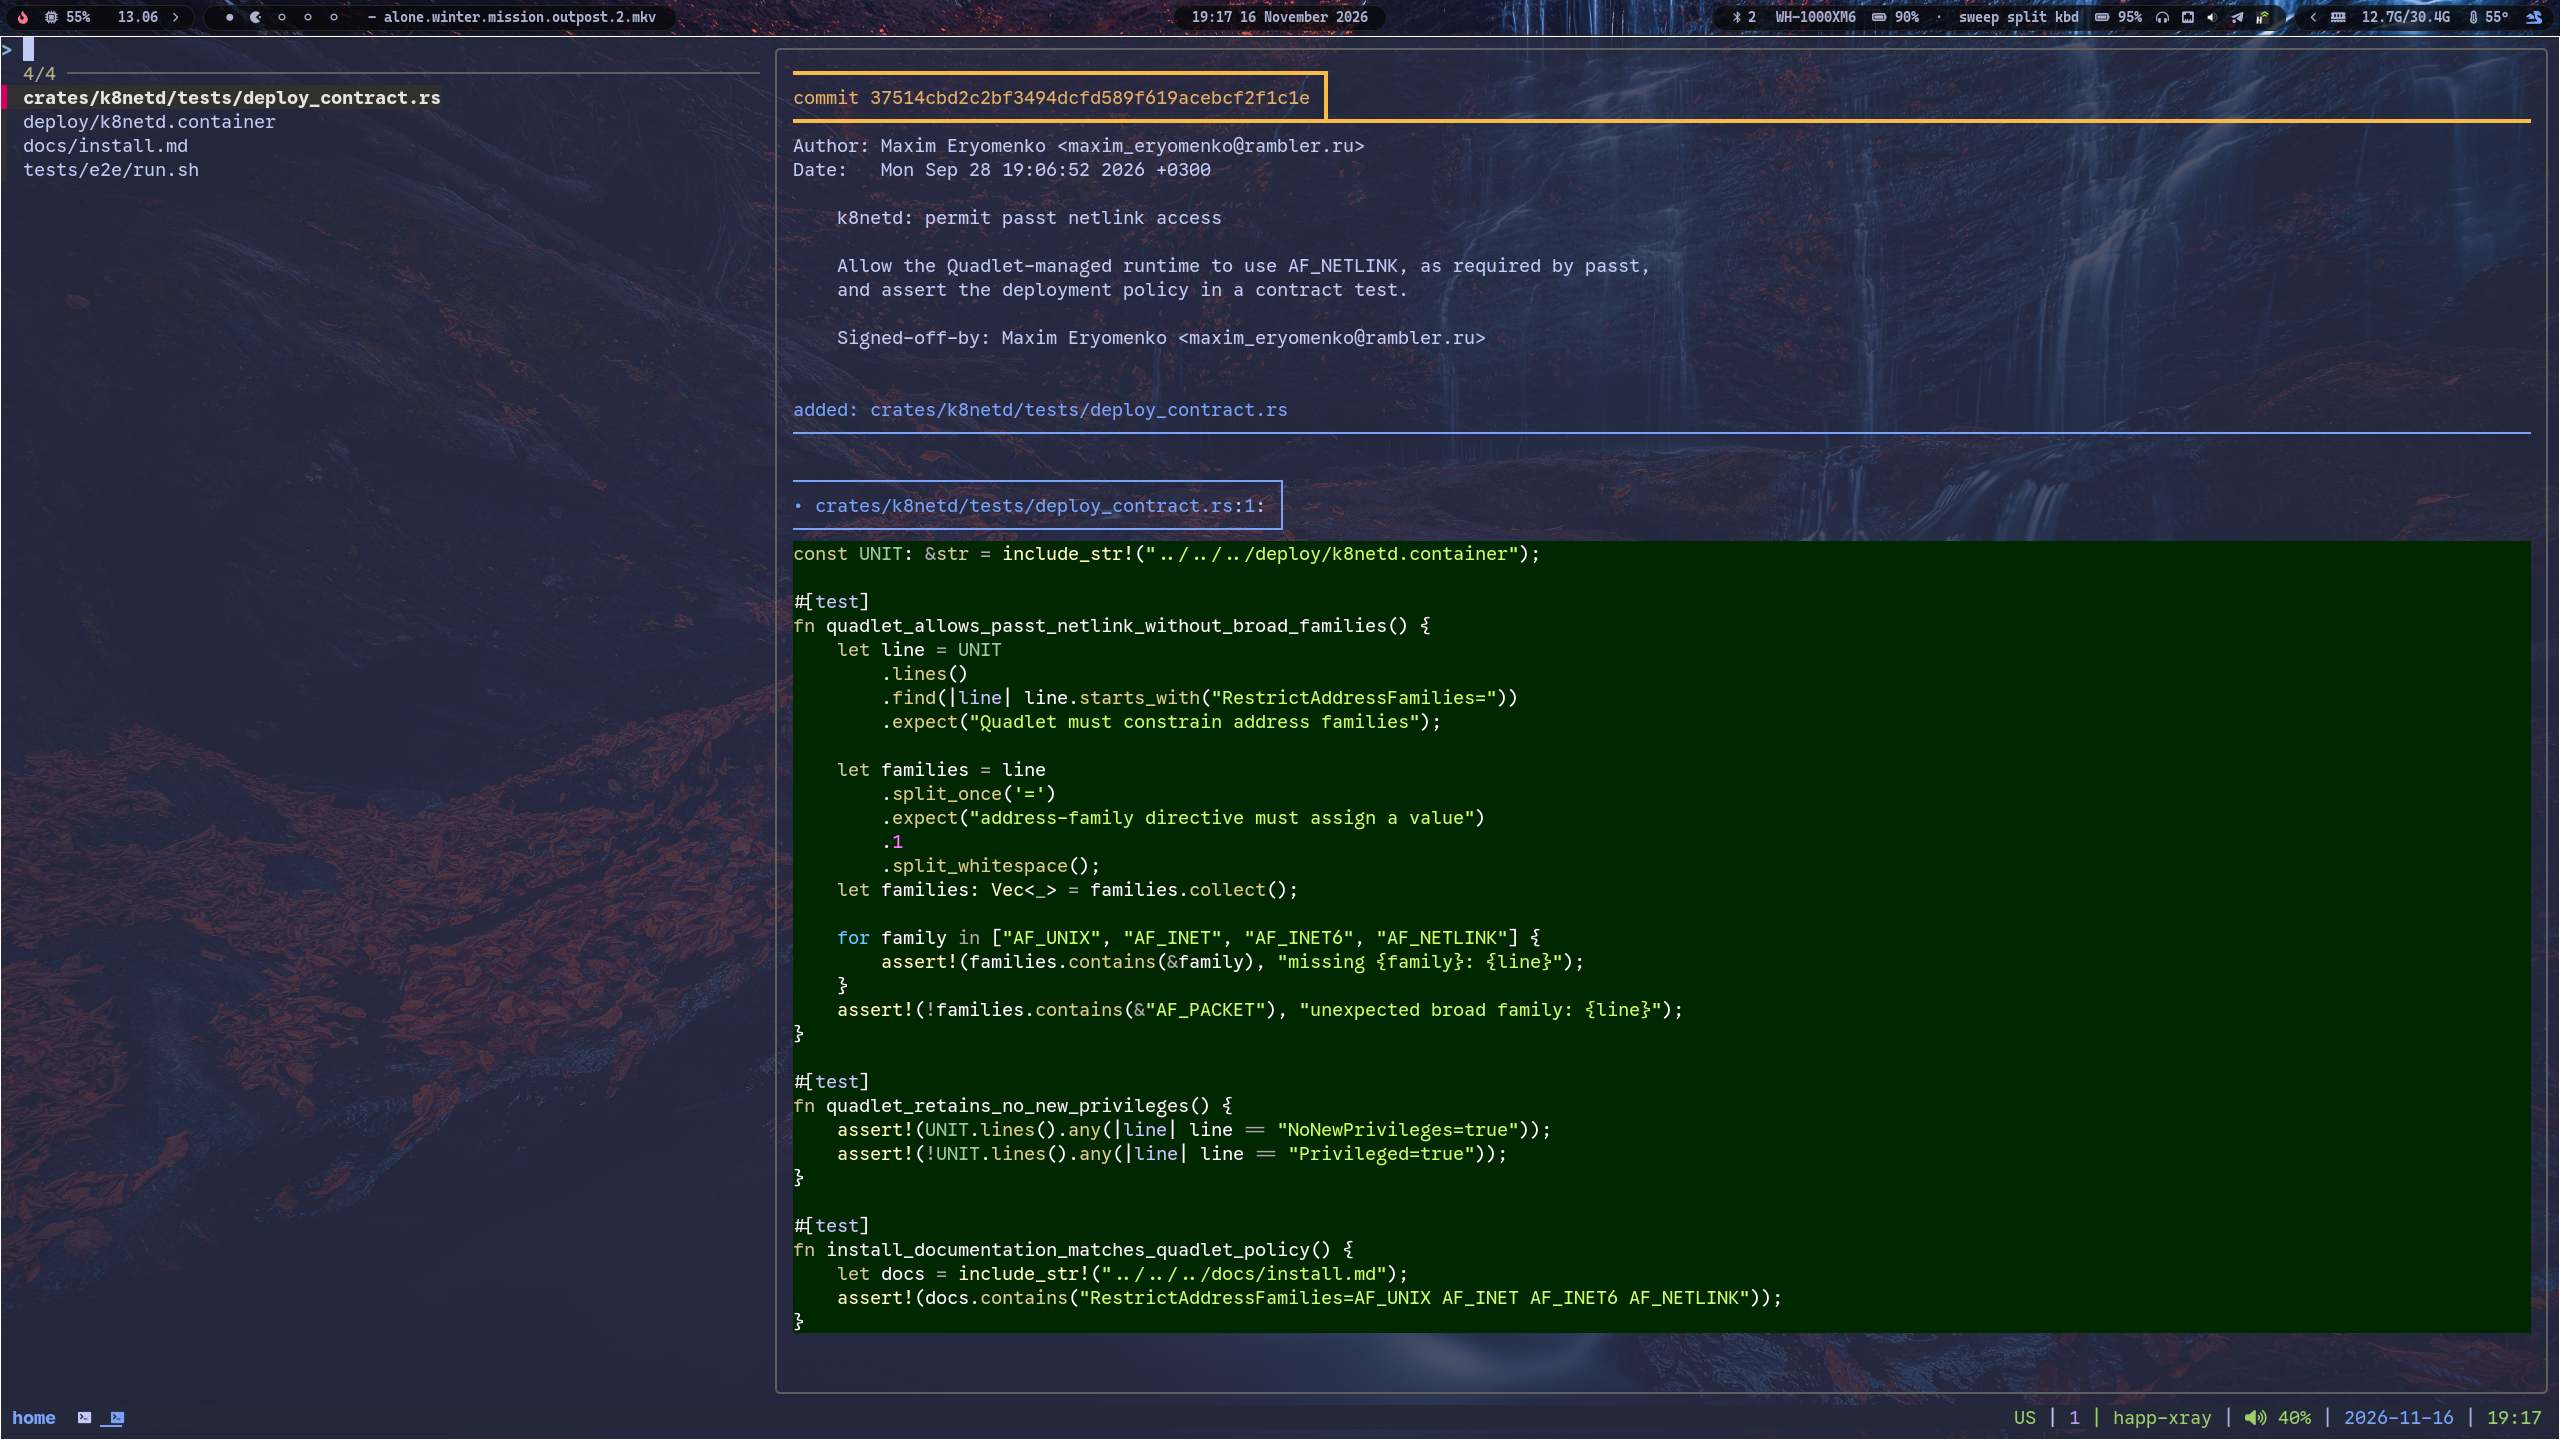 55% 13.06 > – alone.winter.mission.outpost.2.mkv 19:17 16 November 2026 2 WH-1000XM6 90% · sweep split kbd 95% < 12.7G/30.4G 55°
>
4/4
crates/k8netd/tests/deploy_contract.rs
deploy/k8netd.container
docs/install.md
tests/e2e/run.sh
commit 37514cbd2c2bf3494dcfd589f619acebcf2f1c1e
Author: Maxim Eryomenko <maxim_eryomenko@rambler.ru>
Date:   Mon Sep 28 19:06:52 2026 +0300
    k8netd: permit passt netlink access
    Allow the Quadlet-managed runtime to use AF_NETLINK, as required by passt,
    and assert the deployment policy in a contract test.
    Signed-off-by: Maxim Eryomenko <maxim_eryomenko@rambler.ru>
added: crates/k8netd/tests/deploy_contract.rs
• crates/k8netd/tests/deploy_contract.rs:1:
const UNIT: &str = include_str!("../../../deploy/k8netd.container");
#[test]
fn quadlet_allows_passt_netlink_without_broad_families() {
    let line = UNIT
        .lines()
        .find(|line| line.starts_with("RestrictAddressFamilies="))
        .expect("Quadlet must constrain address families");
    let families = line
        .split_once('=')
        .expect("address-family directive must assign a value")
        .1
        .split_whitespace();
    let families: Vec<_> = families.collect();
    for family in ["AF_UNIX", "AF_INET", "AF_INET6", "AF_NETLINK"] {
        assert!(families.contains(&family), "missing {family}: {line}");
    }
    assert!(!families.contains(&"AF_PACKET"), "unexpected broad family: {line}");
}
#[test]
fn quadlet_retains_no_new_privileges() {
    assert!(UNIT.lines().any(|line| line == "NoNewPrivileges=true"));
    assert!(!UNIT.lines().any(|line| line == "Privileged=true"));
}
#[test]
fn install_documentation_matches_quadlet_policy() {
    let docs = include_str!("../../../docs/install.md");
    assert!(docs.contains("RestrictAddressFamilies=AF_UNIX AF_INET AF_INET6 AF_NETLINK"));
}
home US | 1 | happ-xray | 40% | 2026-11-16 | 19:17